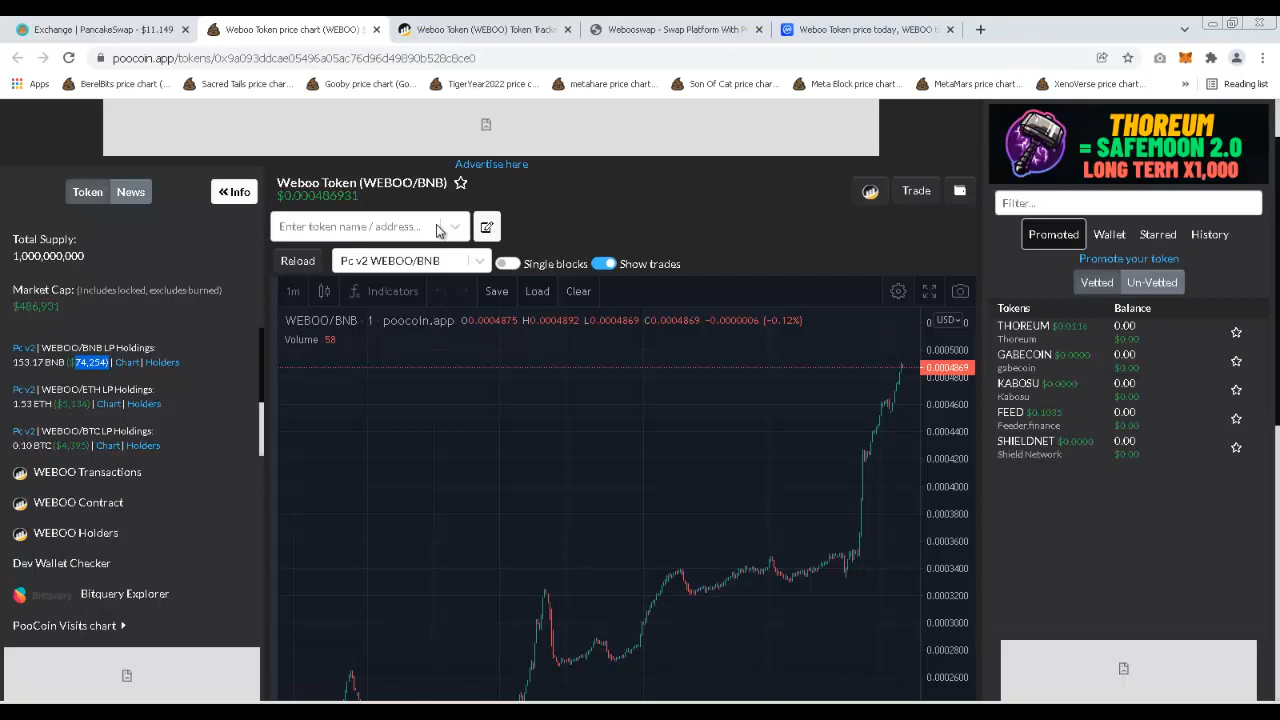 Exchange | PancakeSwap - $11,149
Weboo Token price chart (WEBOO) $
Weboo Token (WEBOO) Token Track
Webooswap - Swap Platform With P
Weboo Token price today, WEBOO t
poocoin.app/tokens/0x9a093ddcae05496a05ac76d96d49890b528c8ce0
Apps
BerelBits price chart (...
Sacred Tails price char...
Gooby price chart (Go...
TigerYear2022 price c...
metahare price chart...
Son Of Cat price char...
Meta Block price chart...
MetaMars price chart...
XenoVerse price chart...
»
Reading list
Advertise here
THOREUM
= SAFEMOON 2.0
LONG TERM X1,000
Token
News
Info
Weboo Token (WEBOO/BNB)
$0.000486931
Trade
Filter...
Enter token name / address...
Reload
Pc v2 WEBOO/BNB
Single blocks
Show trades
Promoted
Wallet
Starred
History
Promote your token
Vetted
Un-Vetted
Total Supply:
1,000,000,000
Market Cap: (Includes locked, excludes burned)
$486,931
Pc v2 | WEBOO/BNB LP Holdings:
153.17 BNB ($74,254) | Chart | Holders
Pc v2 | WEBOO/ETH LP Holdings:
1.53 ETH ($5,134) | Chart | Holders
Pc v2 | WEBOO/BTC LP Holdings:
0.10 BTC ($4,395) | Chart | Holders
WEBOO Transactions
WEBOO Contract
WEBOO Holders
Dev Wallet Checker
Bitquery
Bitquery Explorer
PooCoin Visits chart
1m
Indicators
Save
Load
Clear
WEBOO/BNB · 1 · poocoin.app O0.0004875 H0.0004892 L0.0004869 C0.0004869 -0.0000006 (-0.12%)
Volume 58
USD
0.0005000
0.0004869
0.0004800
0.0004600
0.0004400
0.0004200
0.0004000
0.0003800
0.0003600
0.0003400
0.0003200
0.0003000
0.0002800
0.0002600
Tokens
Balance
THOREUM $0.0116
0.00
Thoreum
$0.00
GABECOIN $0.0000
0.00
gabecoin
$0.00
KABOSU $0.0000
0.00
Kabosu
$0.00
FEED $0.1035
0.00
Feeder.finance
$0.00
SHIELDNET $0.0000
0.00
Shield Network
$0.00